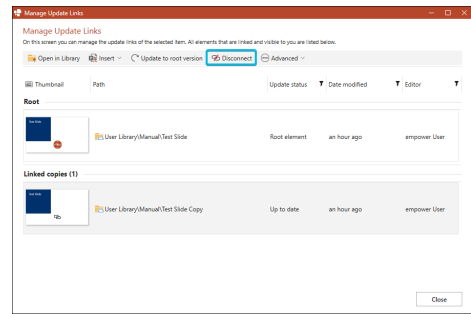 Manage Update Links
Manage Update Links
On this screen you can manage the update links of the selected item. All elements that are linked and visible to you are listed below.
Open in Library Insert Update to root version Disconnect Advanced
Thumbnail Path Update status Date modified Editor
Root
Test Slide
User Library\Manual\Test Slide Root element an hour ago empower User
Linked copies (1)
Test Slide
User Library\Manual\Test Slide Copy Up to date an hour ago empower User
Close